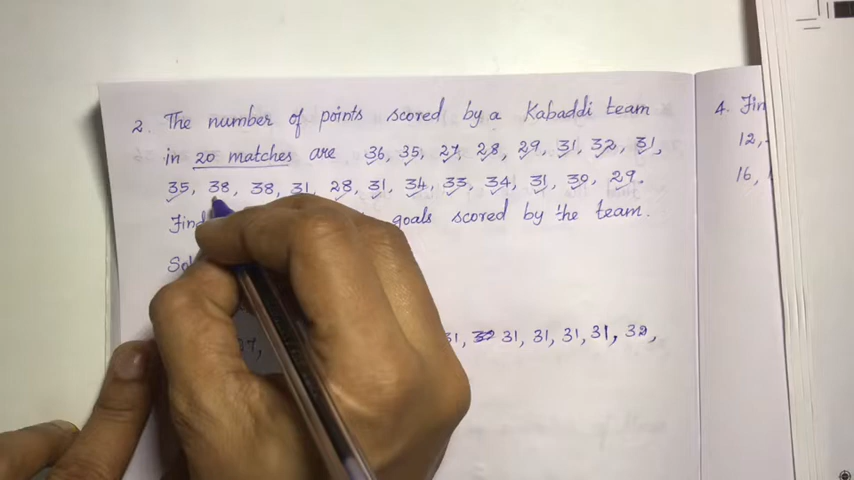 2. The number of points scored by a Kabaddi team
in 20 matches are 36, 35, 27, 28, 29, 31, 32, 31,
35, 38, 38, 31, 28, 31, 34, 33, 34, 31, 30, 29.
Find goals scored by the team.
31, 31, 31, 31, 31, 32,
4. Fin
12,
16,